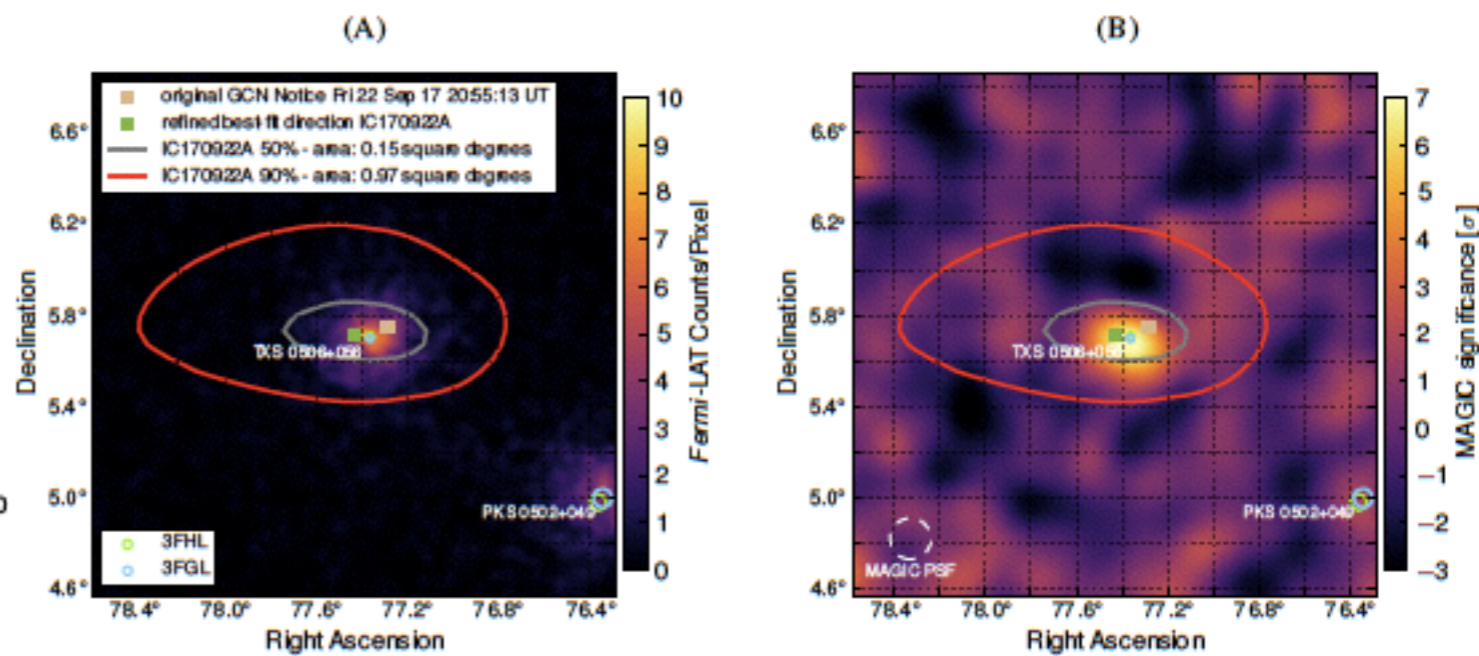 (A)
original GCN Notice Fri 22 Sep 17 20:55:13 UT
refined best-fit direction IC170922A
IC170922A 50% - area: 0.15 square degrees
IC170922A 90% - area: 0.97 square degrees
6.6°
6.2°
5.8°
5.4°
5.0°
4.6°
Declination
TXS 0506+056
PKS 0502+049
3FHL
3FGL
78.4°
78.0°
77.6°
77.2°
76.8°
76.4°
Right Ascension
10
9
8
7
6
5
4
3
2
1
0
Fermi-LAT Counts/Pixel
(B)
6.6°
6.2°
5.8°
5.4°
5.0°
4.6°
Declination
TXS 0506+056
PKS 0502+049
MAGIC PSF
78.4°
78.0°
77.6°
77.2°
76.8°
76.4°
Right Ascension
7
6
5
4
3
2
1
0
−1
−2
−3
MAGIC significance [σ]